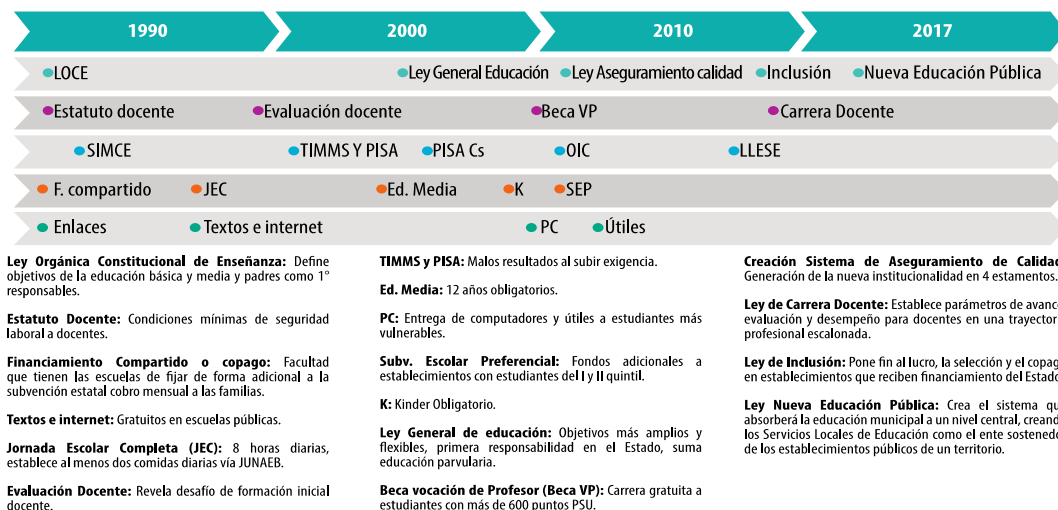 1990 2000 2010 2017
LOCE Ley General Educación Ley Aseguramiento calidad Inclusión Nueva Educación Pública
Estatuto docente Evaluación docente Beca VP Carrera Docente
SIMCE TIMMS Y PISA PISA Cs OIC LLESE
F. compartido JEC Ed. Media K SEP
Enlaces Textos e internet PC Útiles
Ley Orgánica Constitucional de Enseñanza: Define
objetivos de la educación básica y media y padres como 1°
responsables.
Estatuto Docente: Condiciones mínimas de seguridad
laboral a docentes.
Financiamiento Compartido o copago: Facultad
que tienen las escuelas de fijar de forma adicional a la
subvención estatal cobro mensual a las familias.
Textos e internet: Gratuitos en escuelas públicas.
Jornada Escolar Completa (JEC): 8 horas diarias,
establece al menos dos comidas diarias vía JUNAEB.
Evaluación Docente: Revela desafío de formación inicial
docente.
TIMMS y PISA: Malos resultados al subir exigencia.
Ed. Media: 12 años obligatorios.
PC: Entrega de computadores y útiles a estudiantes más
vulnerables.
Subv. Escolar Preferencial: Fondos adicionales a
establecimientos con estudiantes del I y II quintil.
K: Kinder Obligatorio.
Ley General de educación: Objetivos más amplios y
flexibles, primera responsabilidad en el Estado, suma
educación parvularia.
Beca vocación de Profesor (Beca VP): Carrera gratuita a
estudiantes con más de 600 puntos PSU.
Creación Sistema de Aseguramiento de Calidad
Generación de la nueva institucionalidad en 4 estamentos.
Ley de Carrera Docente: Establece parámetros de avance
evaluación y desempeño para docentes en una trayector
profesional escalonada.
Ley de Inclusión: Pone fin al lucro, la selección y el copag
en establecimientos que reciben financiamiento del Estado
Ley Nueva Educación Pública: Crea el sistema qu
absorberá la educación municipal a un nivel central, creand
los Servicios Locales de Educación como el ente sostenedo
de los establecimientos públicos de un territorio.